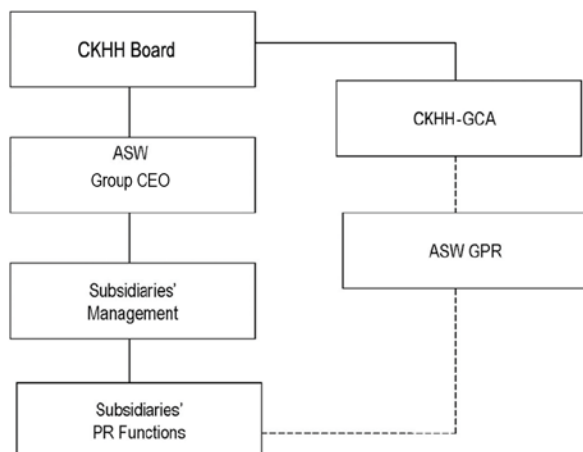 CKHH Board
CKHH-GCA
ASW
Group CEO
ASW GPR
Subsidiaries'
Management
Subsidiaries'
PR Functions